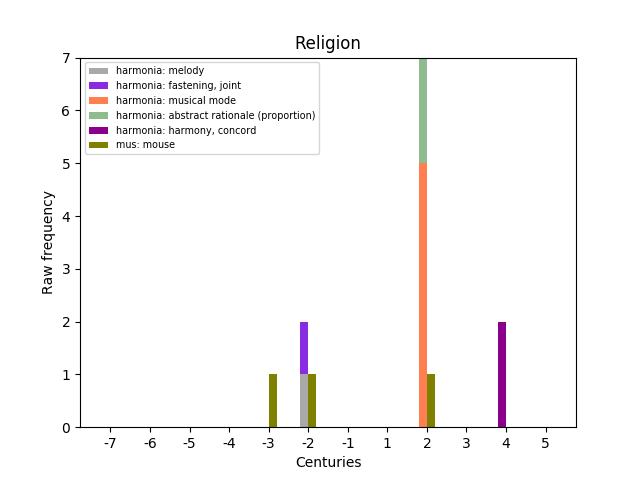 Religion
harmonia: melody
harmonia: fastening, joint
harmonia: musical mode
harmonia: abstract rationale (proportion)
harmonia: harmony, concord
mus: mouse
7
6
5
4
3
2
1
0
Raw frequency
-7 -6 -5 -4 -3 -2 -1 1 2 3 4 5
Centuries